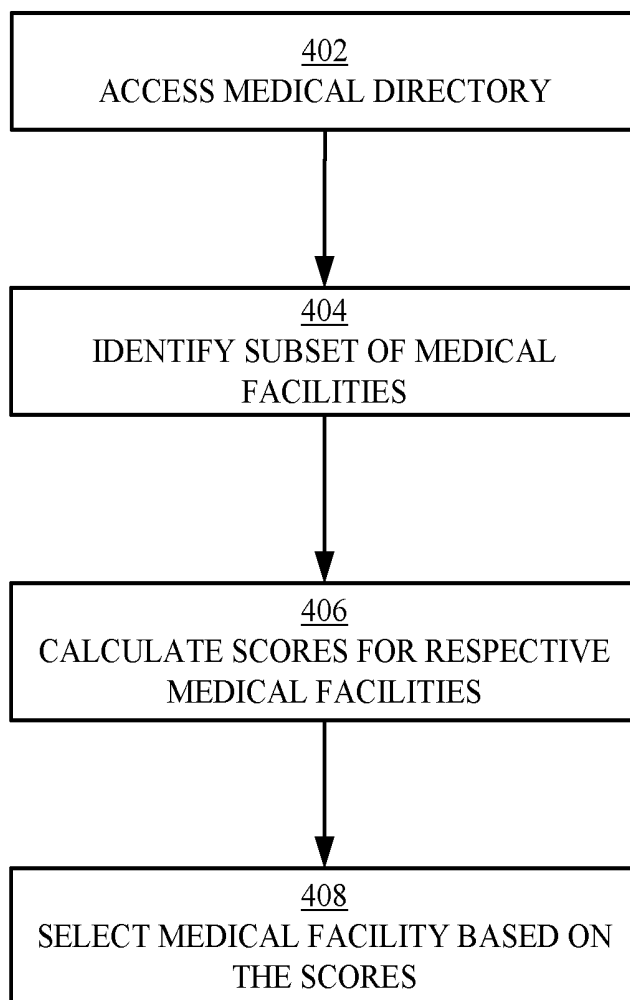 402
ACCESS MEDICAL DIRECTORY
404
IDENTIFY SUBSET OF MEDICAL
FACILITIES
406
CALCULATE SCORES FOR RESPECTIVE
MEDICAL FACILITIES
408
SELECT MEDICAL FACILITY BASED ON
THE SCORES